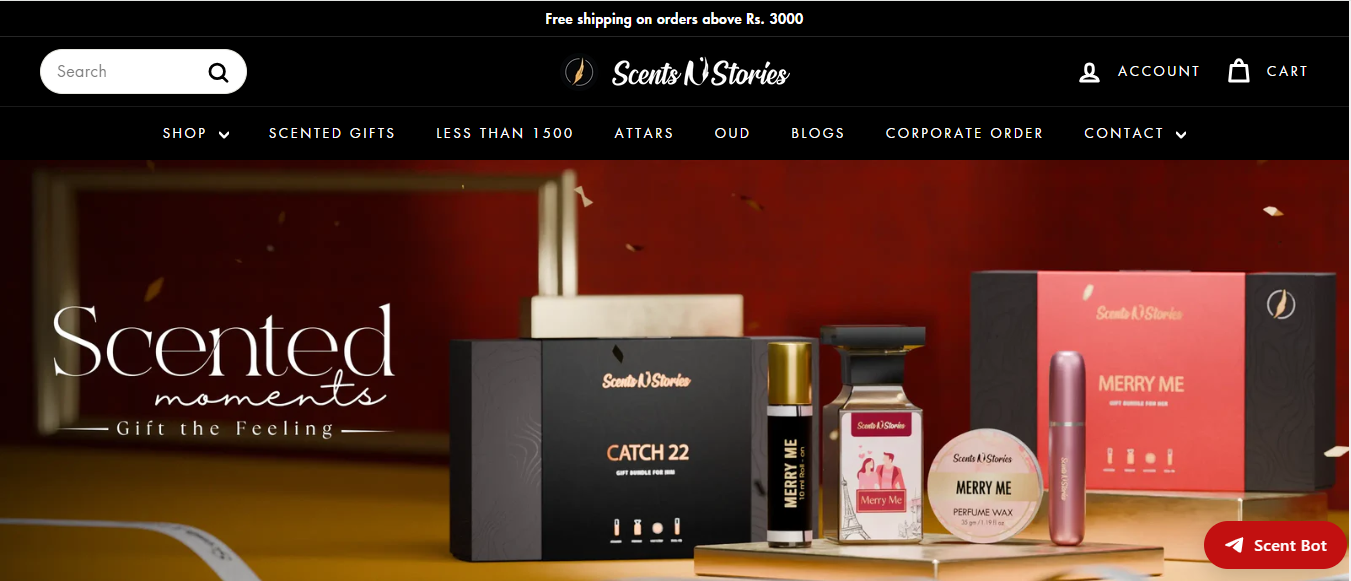 Free shipping on orders above Rs. 3000
Search
Scents N Stories
ACCOUNT
CART
SHOP
SCENTED GIFTS
LESS THAN 1500
ATTARS
OUD
BLOGS
CORPORATE ORDER
CONTACT
Scented
moments
Gift the Feeling
Scents N Stories
CATCH 22
GIFT BUNDLE FOR HIM
MERRY ME
10 ml Roll - on
Scents N Stories
Merry Me
Scents N Stories
MERRY ME
PERFUME WAX
35 gm / 1.19 fl oz
Scents N Stories
Scents N Stories
MERRY ME
GIFT BUNDLE FOR HER
Scent Bot